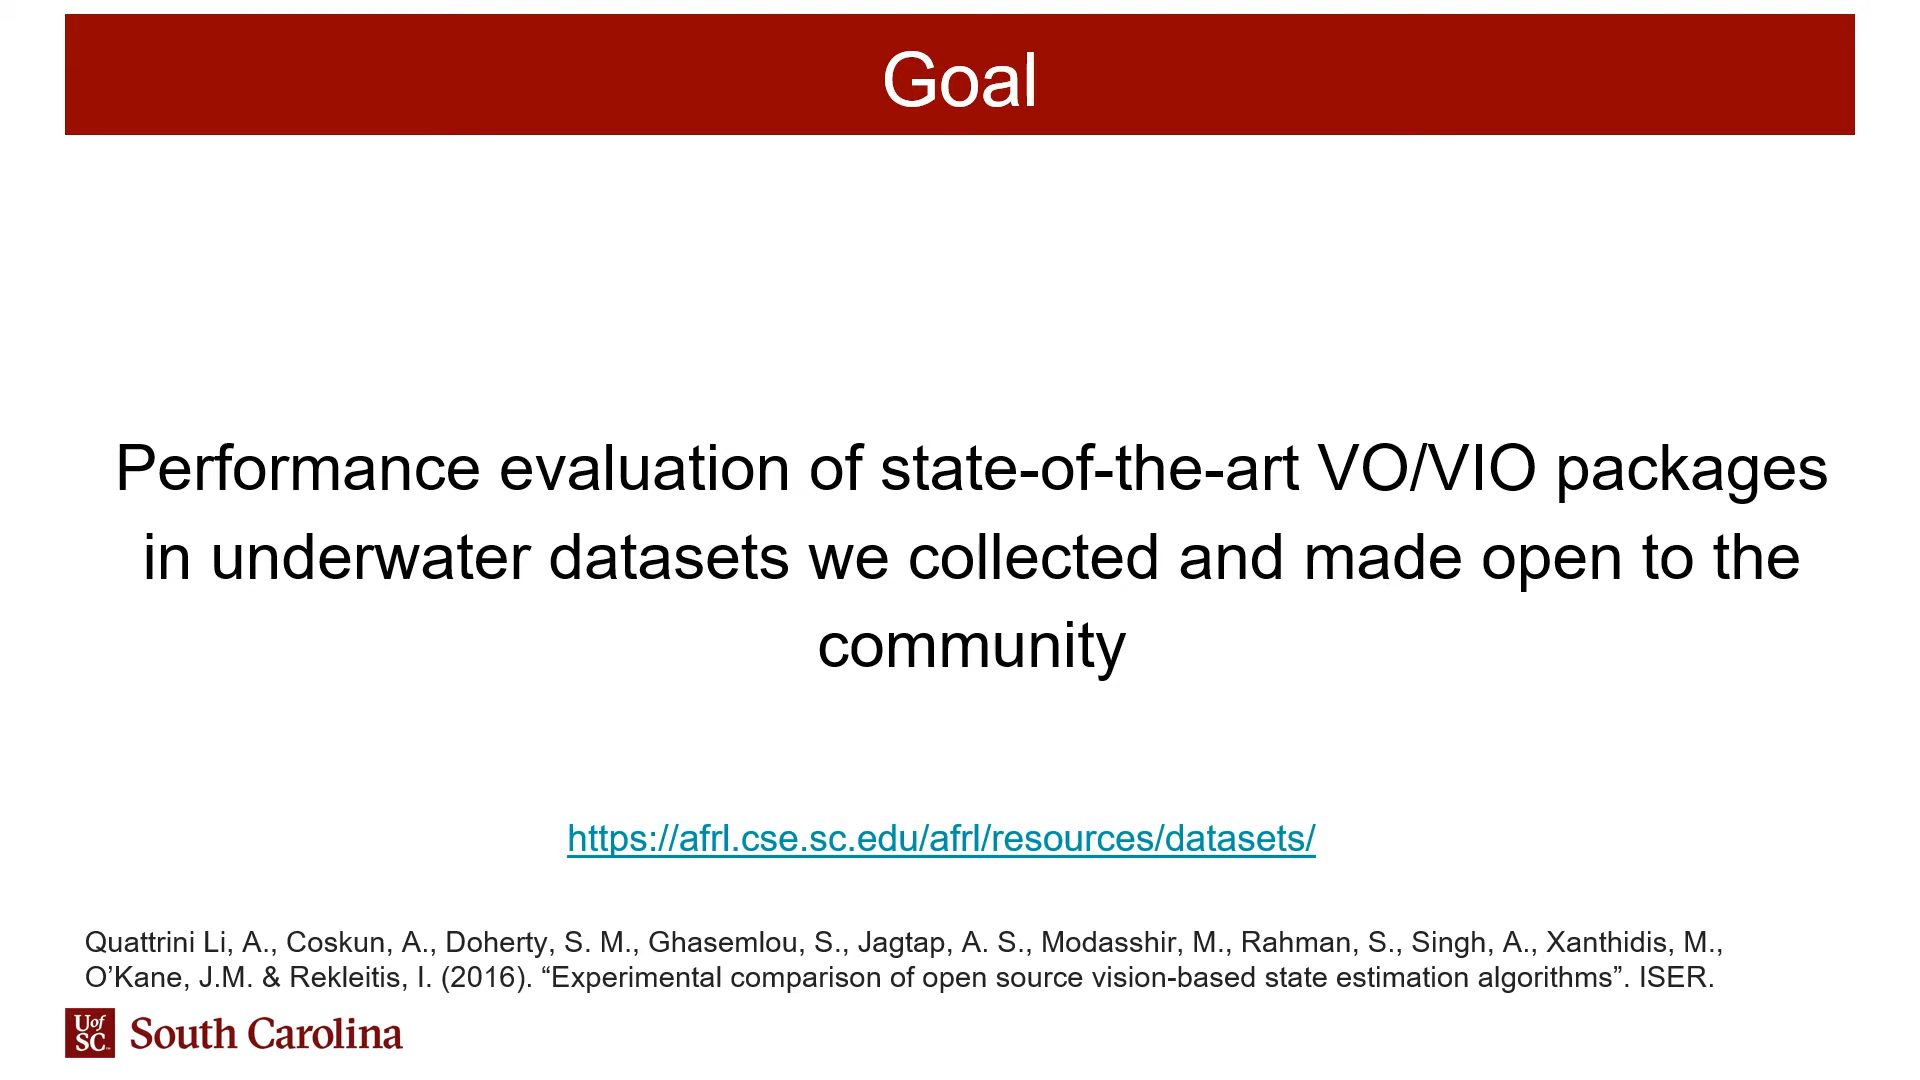 Goal
Performance evaluation of state-of-the-art VO/VIO packages
in underwater datasets we collected and made open to the
community
https://afrl.cse.sc.edu/afrl/resources/datasets/
Quattrini Li, A., Coskun, A., Doherty, S. M., Ghasemlou, S., Jagtap, A. S., Modasshir, M., Rahman, S., Singh, A., Xanthidis, M.,
O’Kane, J.M. & Rekleitis, I. (2016). “Experimental comparison of open source vision-based state estimation algorithms”. ISER.
UofSC South Carolina